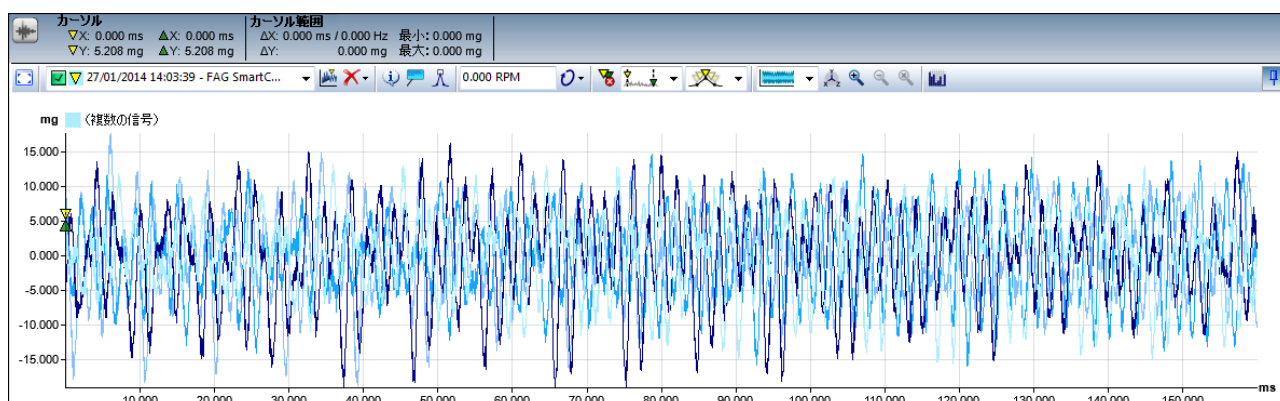 カーソル
X: 0.000 ms X: 0.000 ms
Y: 5.208 mg Y: 5.208 mg
カーソル範囲
ΔX: 0.000 ms / 0.000 Hz 最小: 0.000 mg
ΔY: 0.000 mg 最大: 0.000 mg
27/01/2014 14:03:39 - FAG SmartC...
0.000 RPM
mg 〈複数の信号〉
15.000
10.000
5.000
0.000
-5.000
-10.000
-15.000
10.000 20.000 30.000 40.000 50.000 60.000 70.000 80.000 90.000 100.000 110.000 120.000 130.000 140.000 150.000 ms